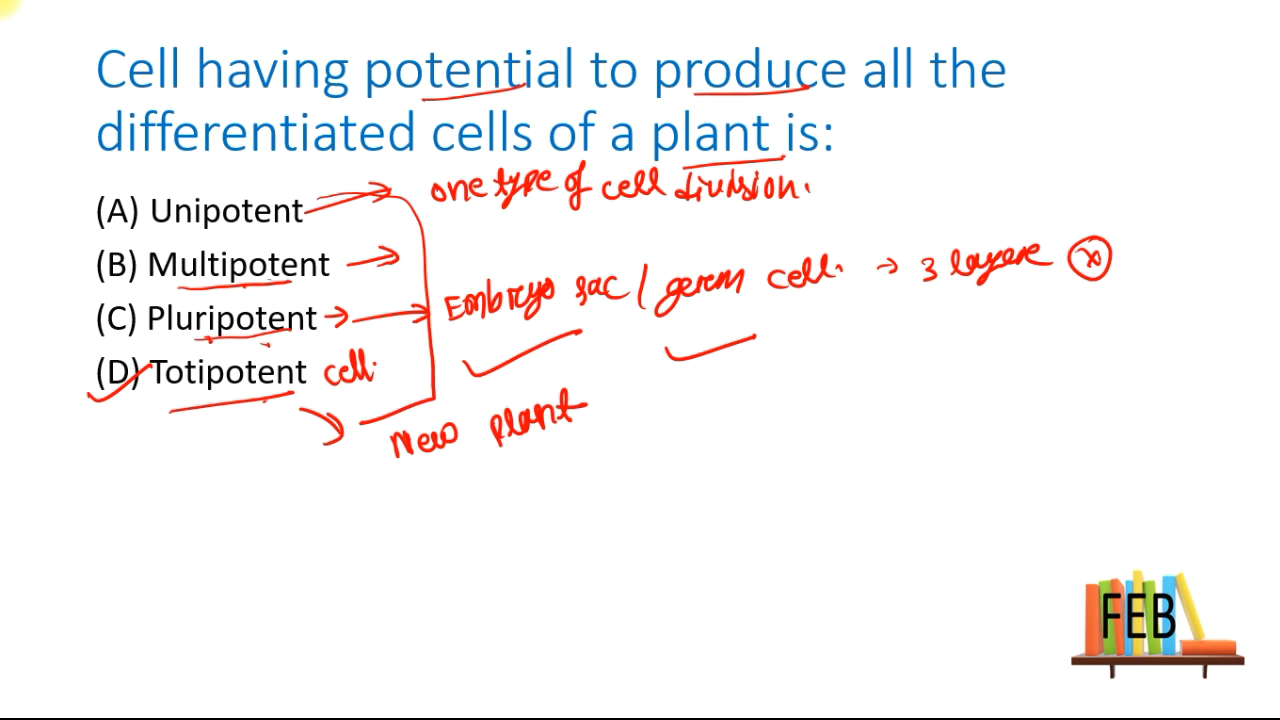 Cell having potential to produce all the
differentiated cells of a plant is:
(A) Unipotent
one type of cell division.
(B) Multipotent
(C) Pluripotent
Embryo sac / germ cell. → 3 layer
(D) Totipotent cell.
New plant
FEB